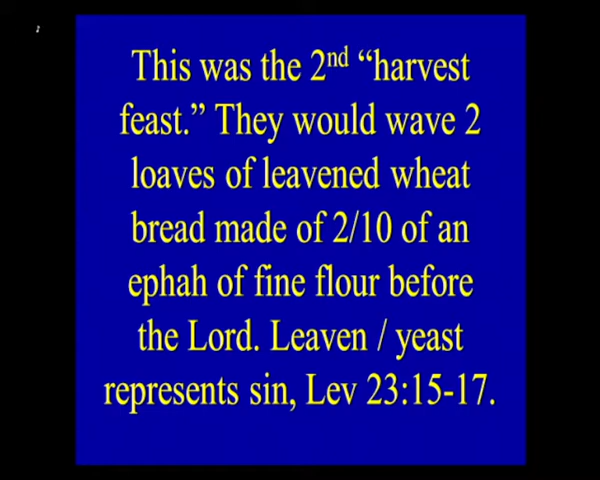 This was the 2nd “harvest
feast.” They would wave 2
loaves of leavened wheat
bread made of 2/10 of an
ephah of fine flour before
the Lord. Leaven / yeast
represents sin, Lev 23:15-17.